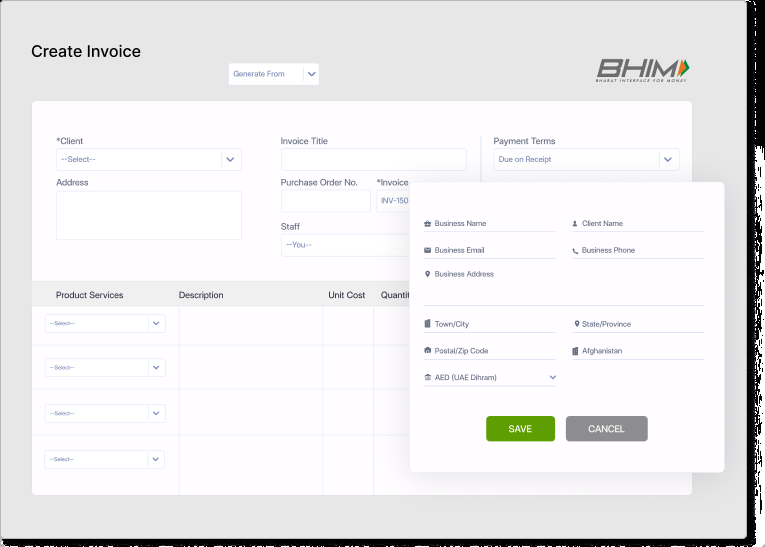 Create Invoice
Generate From
BHIM
BHARAT INTERFACE FOR MONEY
*Client
Invoice Title
Payment Terms
--Select--
Due on Receipt
Address
Purchase Order No.
*Invoice
INV-150
Staff
--You--
Business Name
Client Name
Business Email
Business Phone
Business Address
Product Services
Description
Unit Cost
Quantit
--Select--
--Select--
--Select--
--Select--
Town/City
State/Province
Postal/Zip Code
Afghanistan
AED (UAE Dihram)
SAVE
CANCEL